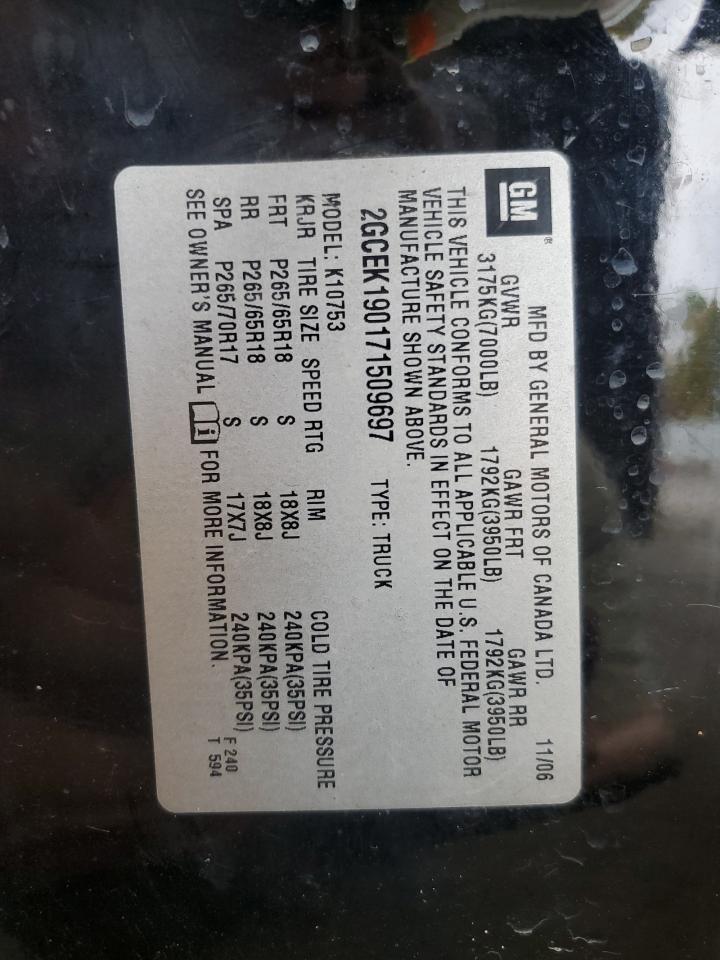 GM®
MFD BY GENERAL MOTORS OF CANADA LTD. 11/06
GVWR GAWR FRT GAWR RR
3175KG(7000LB) 1792KG(3950LB) 1792KG(3950LB)
THIS VEHICLE CONFORMS TO ALL APPLICABLE U.S. FEDERAL MOTOR
VEHICLE SAFETY STANDARDS IN EFFECT ON THE DATE OF
MANUFACTURE SHOWN ABOVE.
2GCEK190171509697 TYPE: TRUCK
MODEL: K10753
KRJR TIRE SIZE SPEED RTG RIM COLD TIRE PRESSURE
FRT P265/65R18 S 18X8J 240KPA(35PSI)
RR P265/65R18 S 18X8J 240KPA(35PSI)
SPA P265/70R17 S 17X7J 240KPA(35PSI) F 240
SEE OWNER'S MANUAL i FOR MORE INFORMATION. T 594